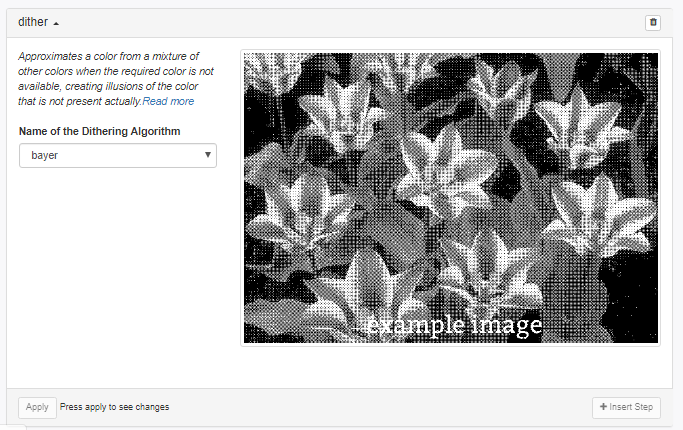 dither
Approximates a color from a mixture of
other colors when the required color is not
available, creating illusions of the color
that is not present actually.Read more
Name of the Dithering Algorithm
bayer
example image
Apply Press apply to see changes
+ Insert Step